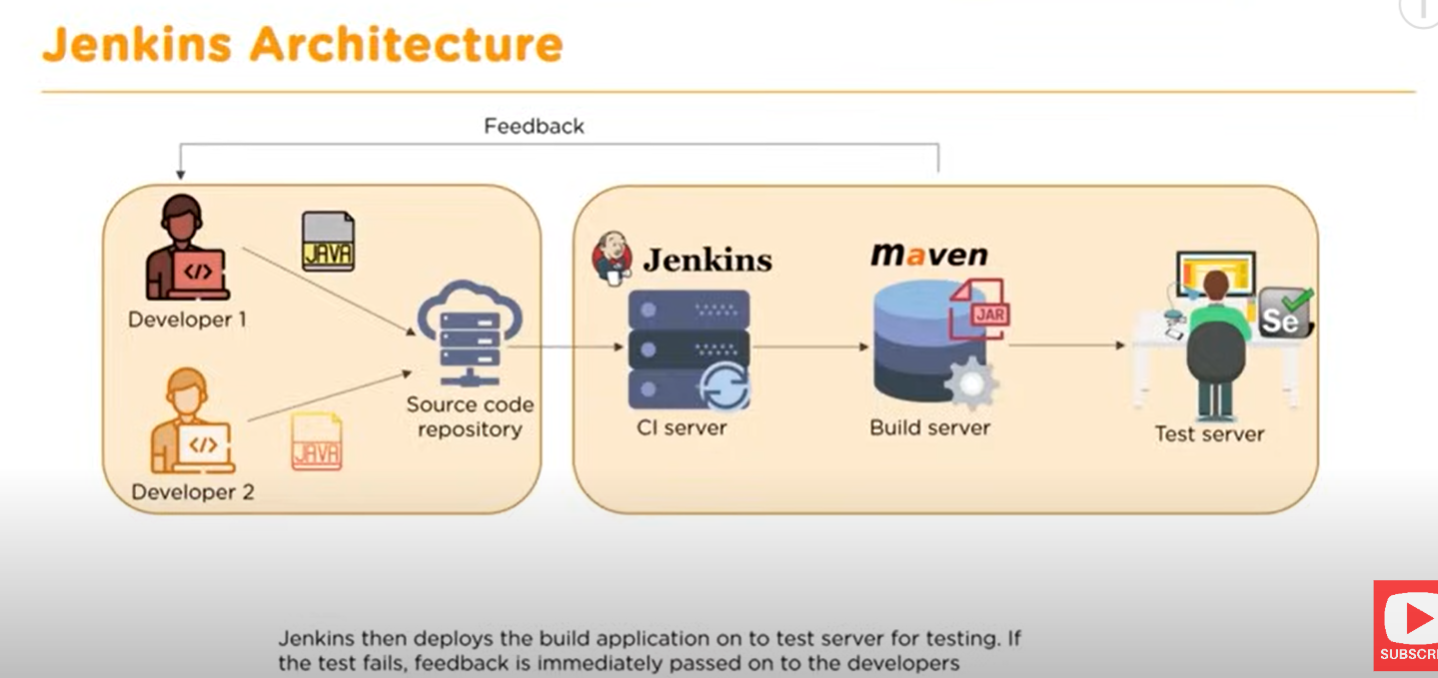 Jenkins Architecture
Feedback
JAVA
</>
Developer 1
</>
JAVA
Developer 2
Source code
repository
Jenkins
CI server
maven
JAR
Build server
Se
Test server
Jenkins then deploys the build application on to test server for testing. If
the test fails, feedback is immediately passed on to the developers
SUBSCRI